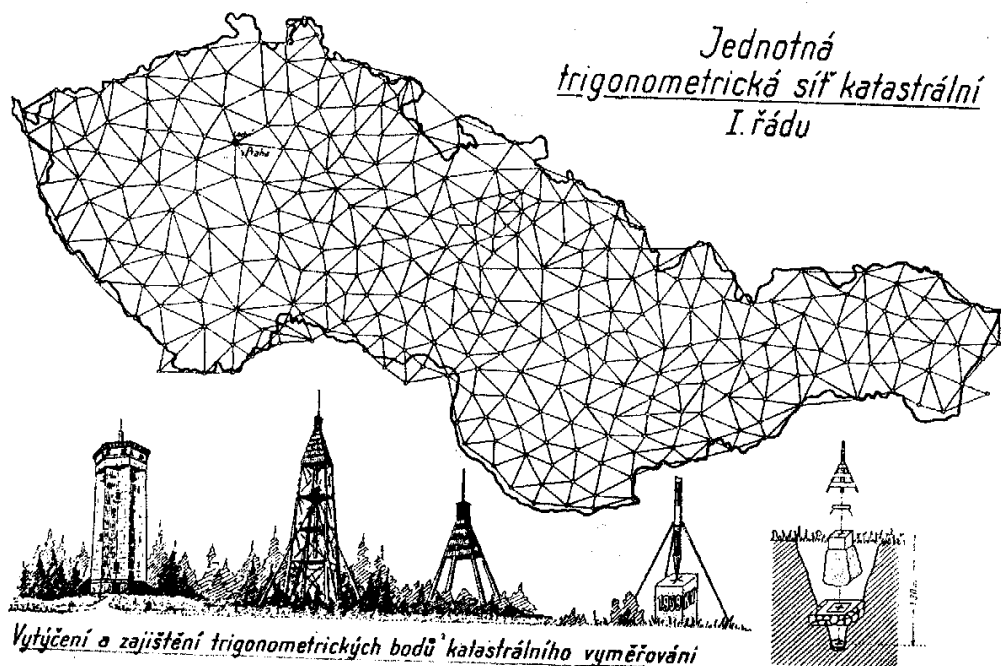 Jednotná
trigonometrická síť katastrální
I. řádu
Praha
Vytýčení a zajištění trigonometrických bodů katastrálního vyměřování